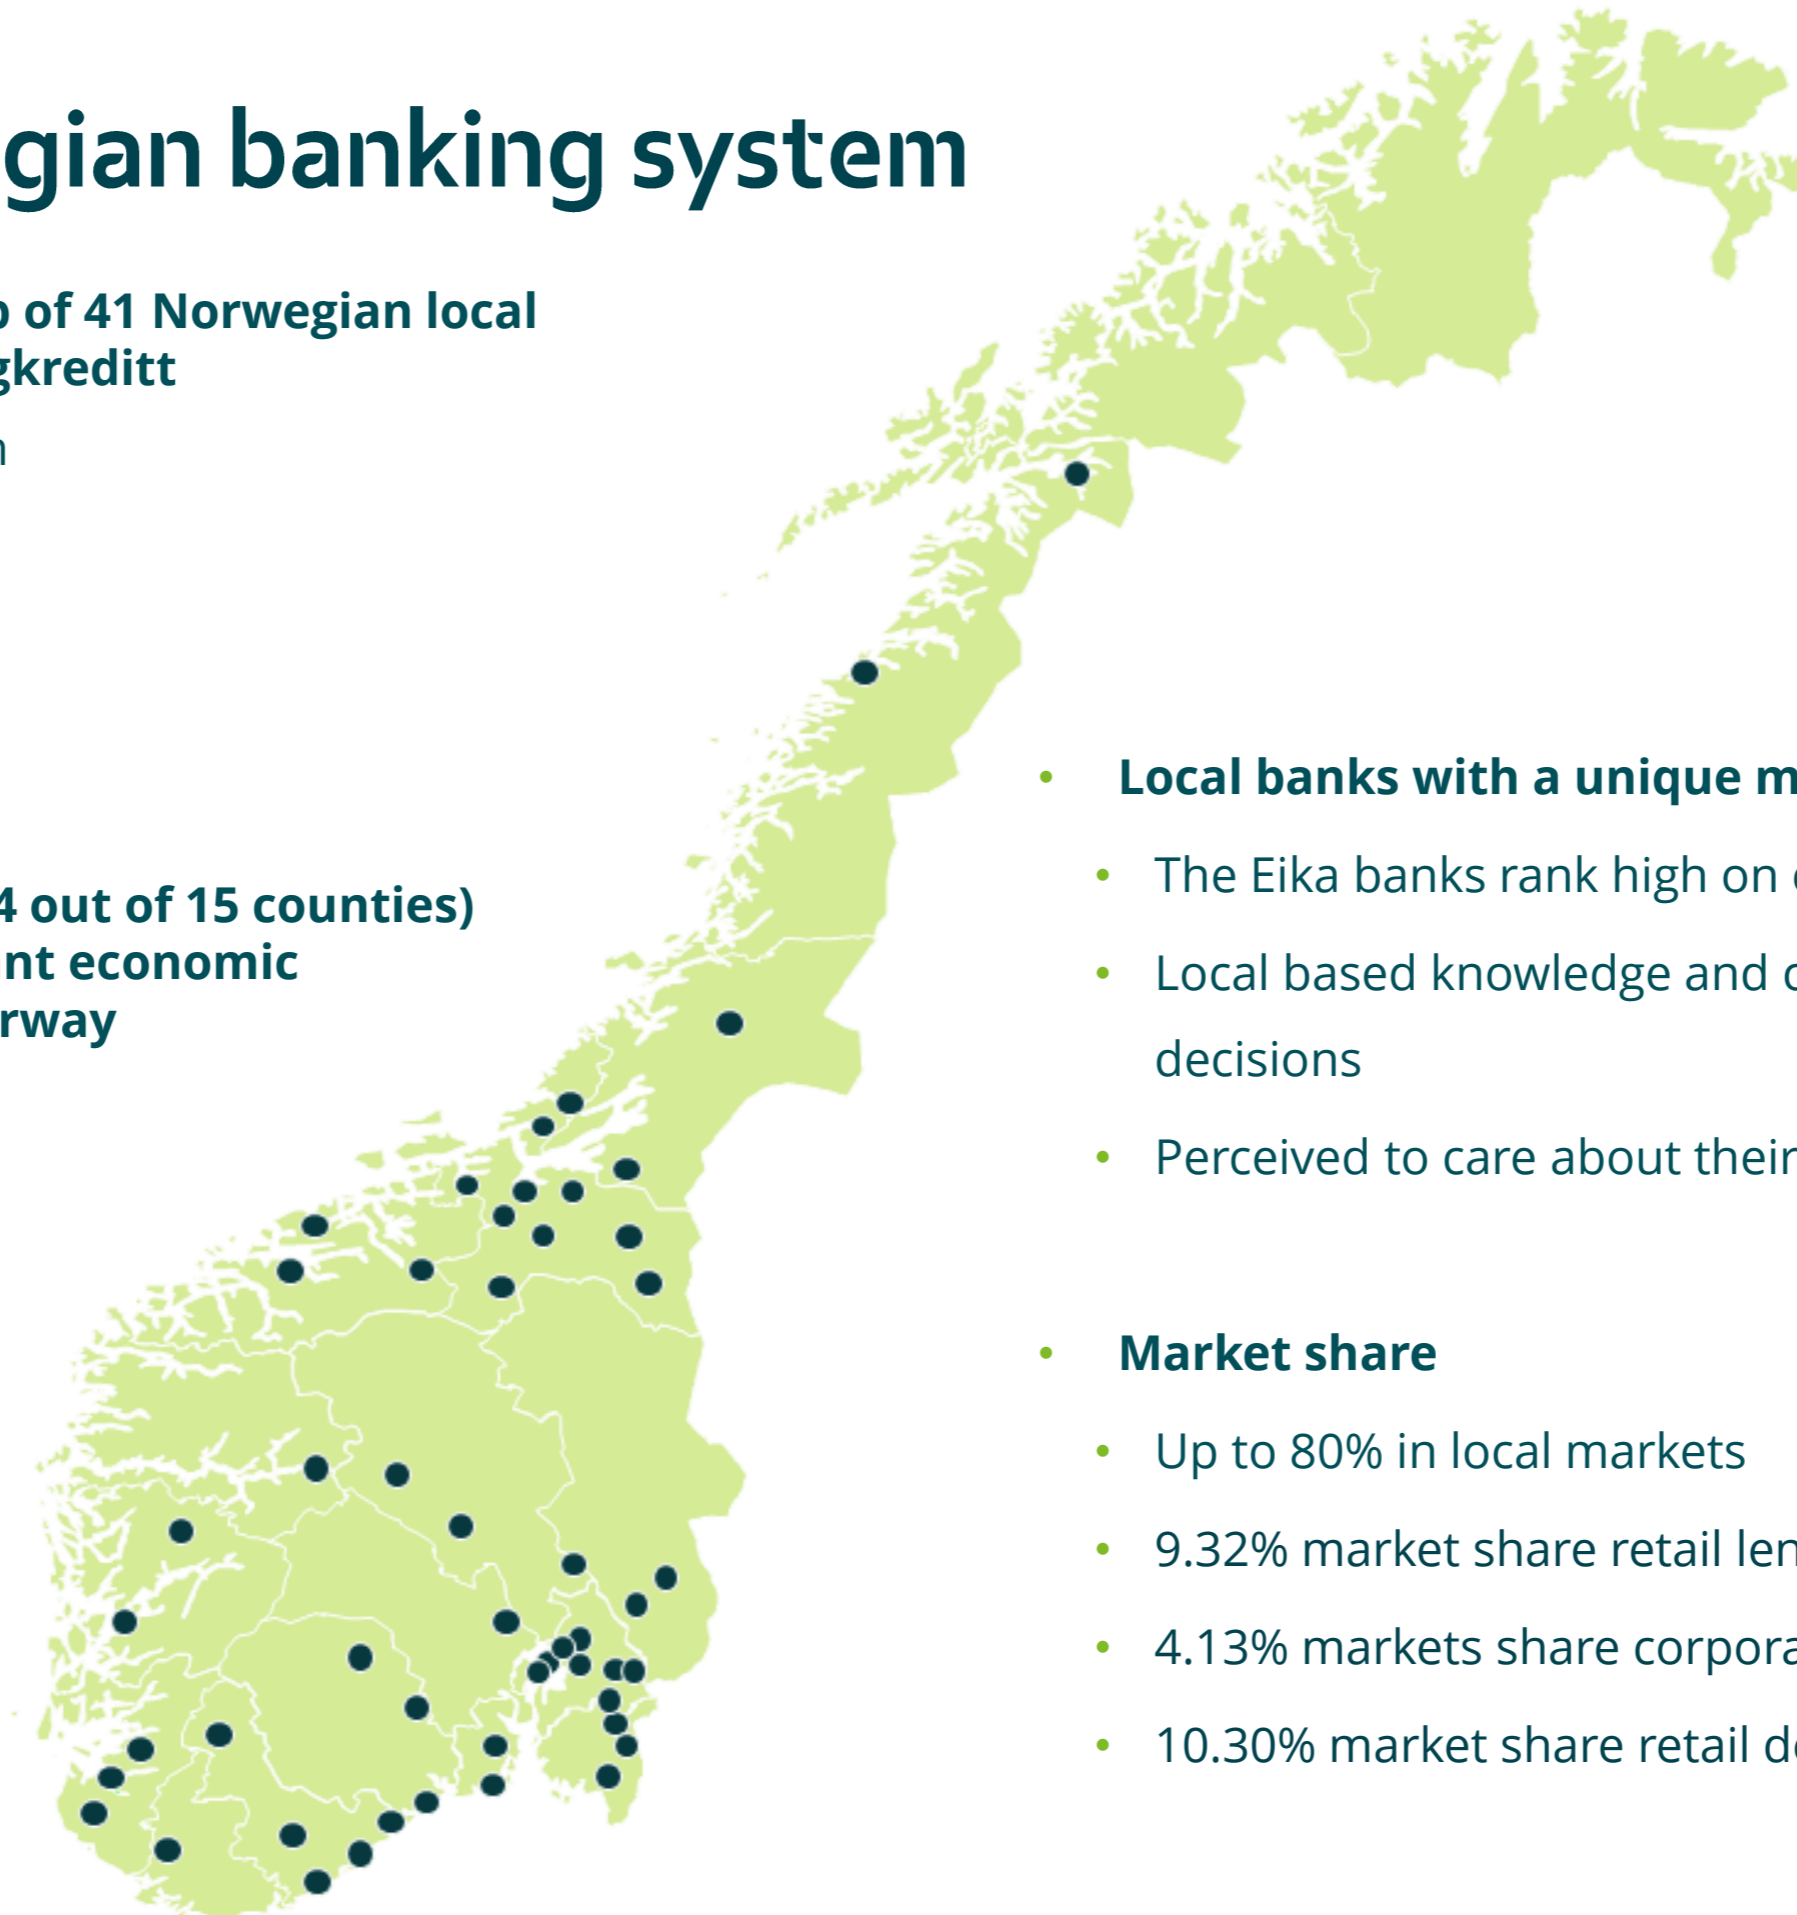 gian banking system
of 41 Norwegian local
gkreditt
4 out of 15 counties)
nt economic
rway
• Local banks with a unique m
• The Eika banks rank high on
• Local based knowledge and
decisions
• Perceived to care about their
• Market share
• Up to 80% in local markets
• 9.32% market share retail len
• 4.13% markets share corpora
• 10.30% market share retail de